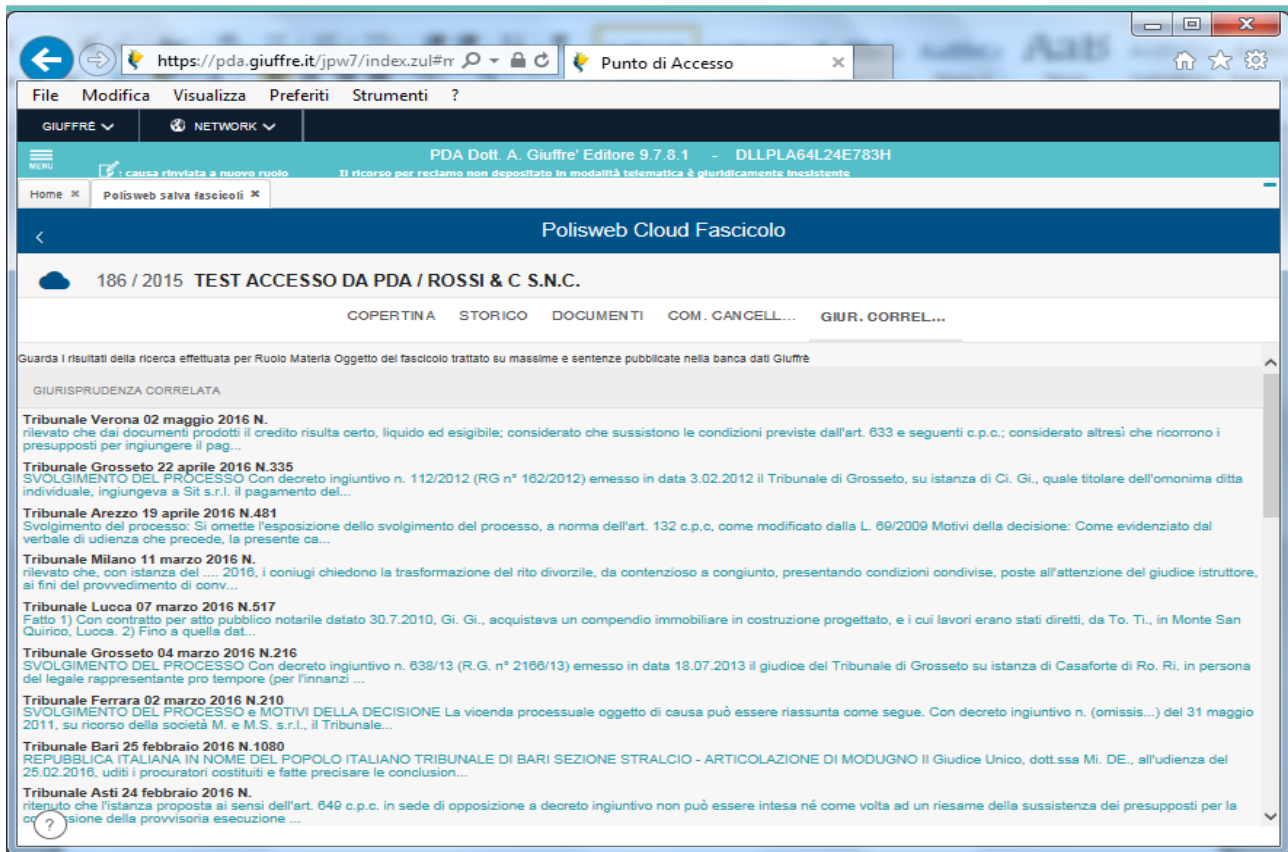 https://pda.giuffre.it/jpw7/index.zul#m
Punto di Accesso
File Modifica Visualizza Preferiti Strumenti ?
GIUFFRÈ NETWORK
PDA Dott. A. Giuffre' Editore 9.7.8.1 - DLLPLA64L24E783H
MENU : causa rinviata a nuovo ruolo Il ricorso per reclamo non depositato in modalità telematica è giuridicamente inesistente
Home Polisweb salva fascicoli
Polisweb Cloud Fascicolo
186 / 2015 TEST ACCESSO DA PDA / ROSSI & C S.N.C.
COPERTINA STORICO DOCUMENTI COM. CANCELL... GIUR. CORREL...
Guarda i risultati della ricerca effettuata per Ruolo Materia Oggetto del fascicolo trattato su massime e sentenze pubblicate nella banca dati Giuffrè
GIURISPRUDENZA CORRELATA
Tribunale Verona 02 maggio 2016 N.
rilevato che dai documenti prodotti il credito risulta certo, liquido ed esigibile; considerato che sussistono le condizioni previste dall'art. 633 e seguenti c.p.c.; considerato altresì che ricorrono i
presupposti per ingiungere il pag...
Tribunale Grosseto 22 aprile 2016 N.335
SVOLGIMENTO DEL PROCESSO Con decreto ingiuntivo n. 112/2012 (RG n° 162/2012) emesso in data 3.02.2012 il Tribunale di Grosseto, su istanza di Ci. Gi., quale titolare dell'omonima ditta
individuale, ingiungeva a Sit s.r.l. il pagamento del...
Tribunale Arezzo 19 aprile 2016 N.481
Svolgimento del processo: Si omette l'esposizione dello svolgimento del processo, a norma dell'art. 132 c.p.c, come modificato dalla L. 69/2009 Motivi della decisione: Come evidenziato dal
verbale di udienza che precede, la presente ca...
Tribunale Milano 11 marzo 2016 N.
rilevato che, con istanza del .... 2016, i coniugi chiedono la trasformazione del rito divorzile, da contenzioso a congiunto, presentando condizioni condivise, poste all'attenzione del giudice istruttore,
ai fini del provvedimento di conv...
Tribunale Lucca 07 marzo 2016 N.517
Fatto 1) Con contratto per atto pubblico notarile datato 30.7.2010, Gi. Gi., acquistava un compendio immobiliare in costruzione progettato, e i cui lavori erano stati diretti, da To. Ti., in Monte San
Quirico, Lucca. 2) Fino a quella dat...
Tribunale Grosseto 04 marzo 2016 N.216
SVOLGIMENTO DEL PROCESSO Con decreto ingiuntivo n. 638/13 (R.G. n° 2166/13) emesso in data 18.07.2013 il giudice del Tribunale di Grosseto su istanza di Casaforte di Ro. Ri. in persona
del legale rappresentante pro tempore (per l'innanzi ...
Tribunale Ferrara 02 marzo 2016 N.210
SVOLGIMENTO DEL PROCESSO e MOTIVI DELLA DECISIONE La vicenda processuale oggetto di causa può essere riassunta come segue. Con decreto ingiuntivo n. (omissis...) del 31 maggio
2011, su ricorso della società M. e M.S. s.r.l., il Tribunale...
Tribunale Bari 25 febbraio 2016 N.1080
REPUBBLICA ITALIANA IN NOME DEL POPOLO ITALIANO TRIBUNALE DI BARI SEZIONE STRALCIO - ARTICOLAZIONE DI MODUGNO Il Giudice Unico, dott.ssa Mi. DE., all'udienza del
25.02.2016, uditi i procuratori costituiti e fatte precisare le conclusion...
Tribunale Asti 24 febbraio 2016 N.
ritenuto che l'istanza proposta ai sensi dell'art. 649 c.p.c. in sede di opposizione a decreto ingiuntivo non può essere intesa né come volta ad un riesame della sussistenza dei presupposti per la
della provvisoria esecuzione ...
?